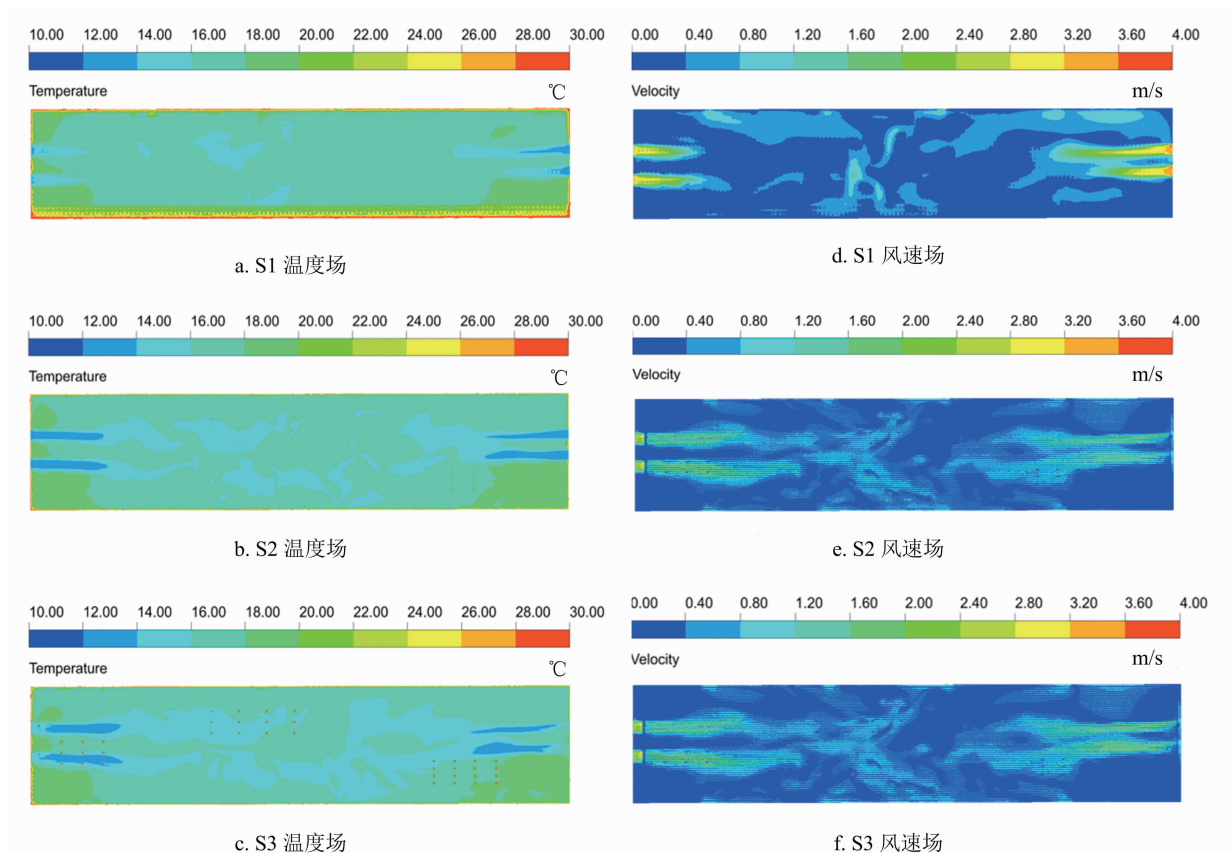 10.00 12.00 14.00 16.00 18.00 20.00 22.00 24.00 26.00 28.00 30.00
Temperature ℃
a. S1 温度场
0.00 0.40 0.80 1.20 1.60 2.00 2.40 2.80 3.20 3.60 4.00
Velocity m/s
d. S1 风速场
10.00 12.00 14.00 16.00 18.00 20.00 22.00 24.00 26.00 28.00 30.00
Temperature ℃
b. S2 温度场
0.00 0.40 0.80 1.20 1.60 2.00 2.40 2.80 3.20 3.60 4.00
Velocity m/s
e. S2 风速场
10.00 12.00 14.00 16.00 18.00 20.00 22.00 24.00 26.00 28.00 30.00
Temperature ℃
c. S3 温度场
0.00 0.40 0.80 1.20 1.60 2.00 2.40 2.80 3.20 3.60 4.00
Velocity m/s
f. S3 风速场